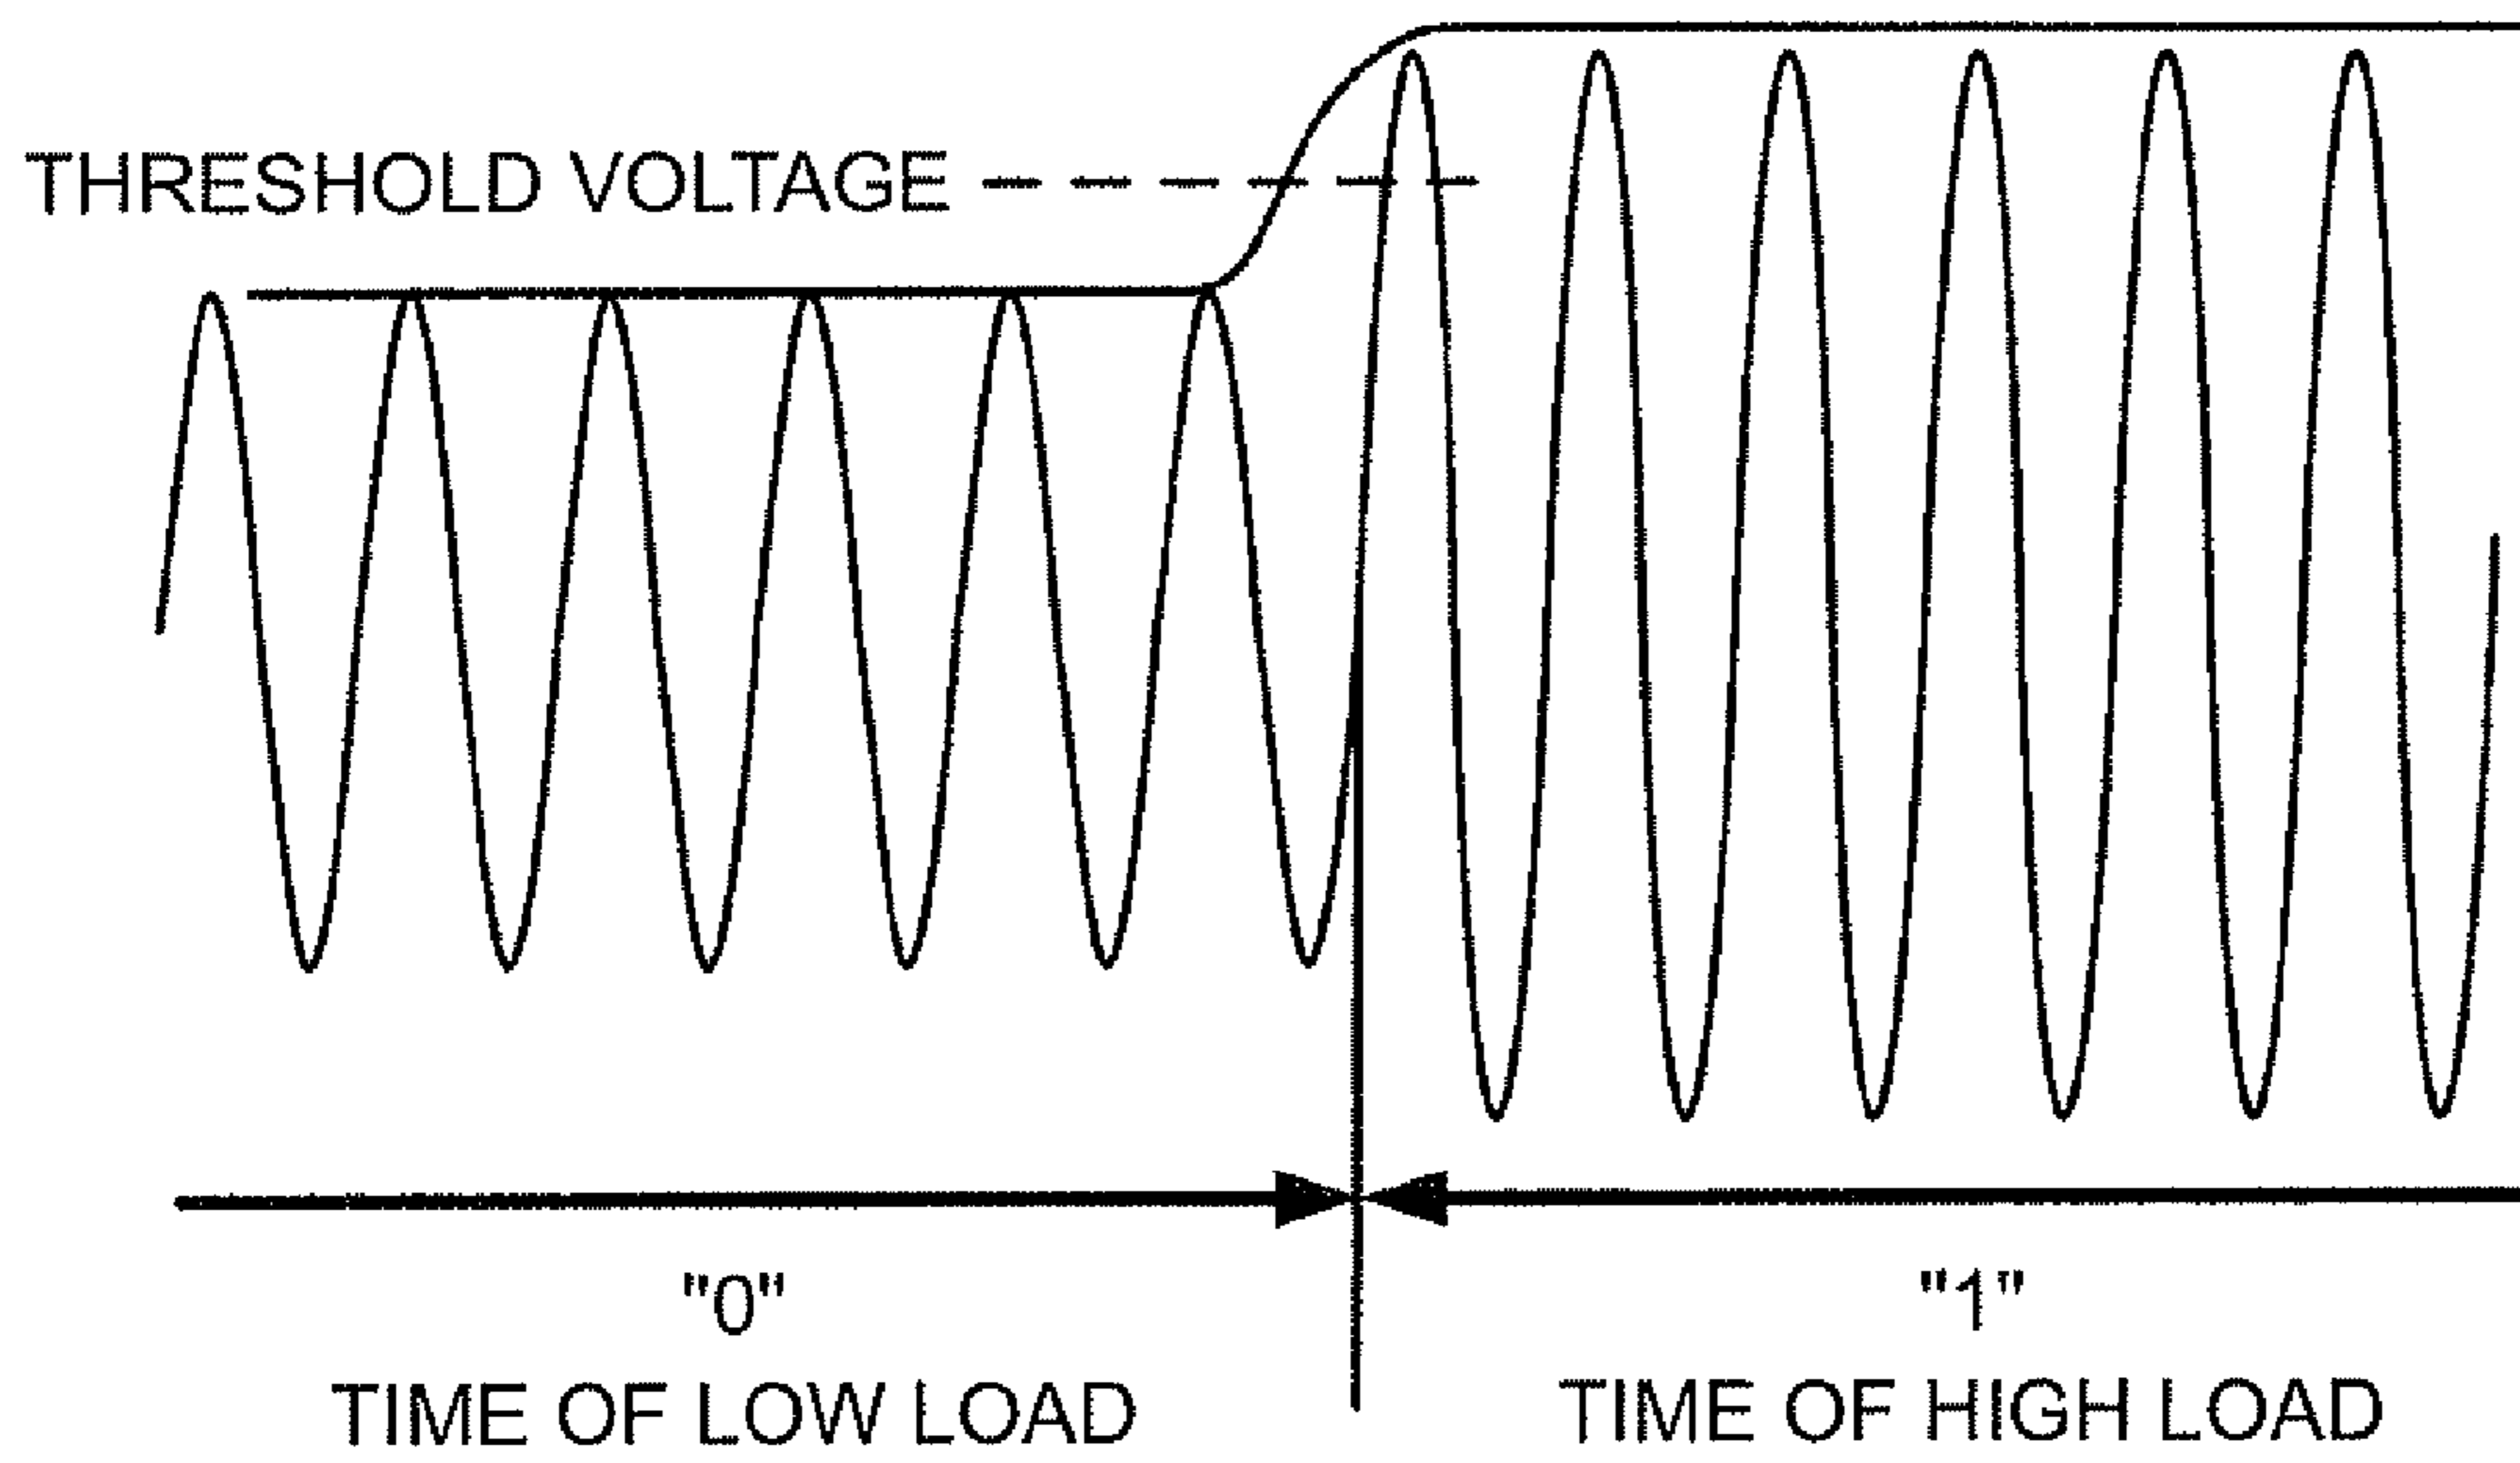 THRESHOLD VOLTAGE
"0"
TIME OF LOW LOAD
"1"
TIME OF HIGH LOAD